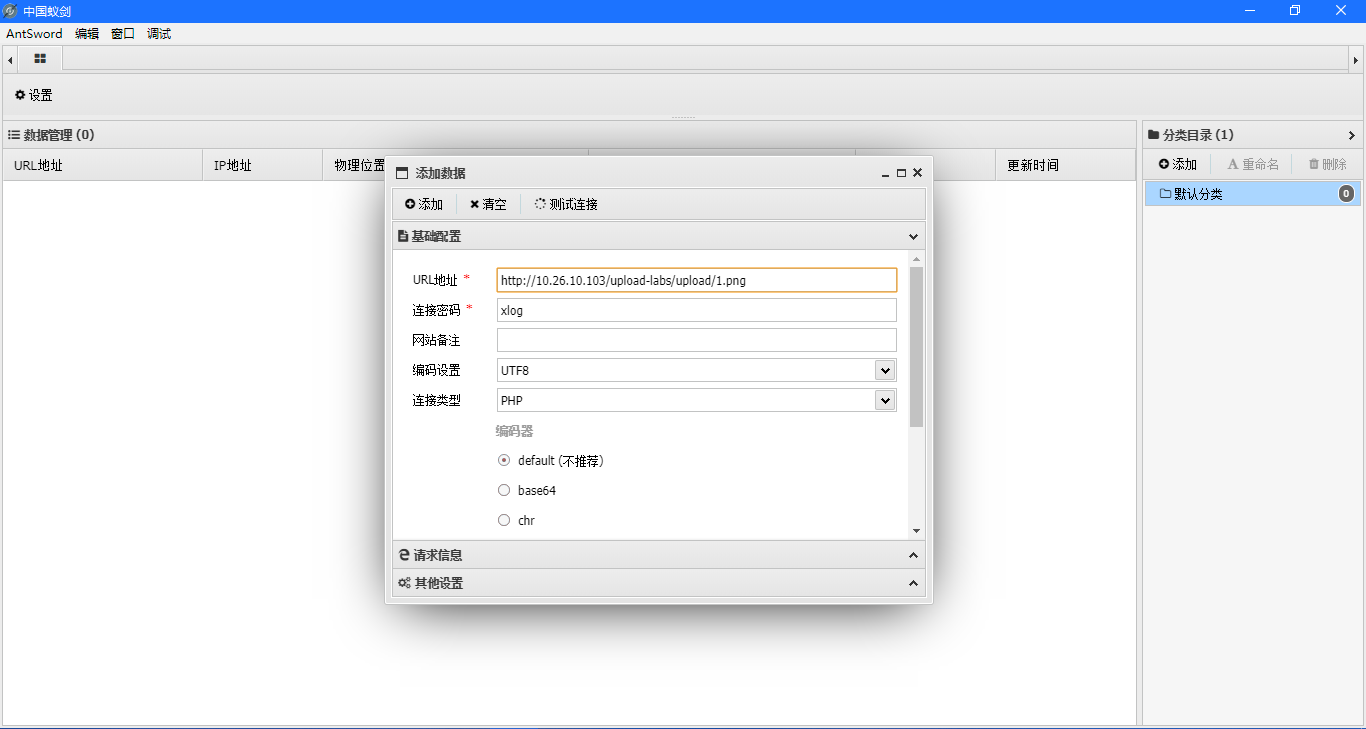 中国蚁剑
AntSword 编辑 窗口 调试
设置
数据管理 (0)
分类目录 (1)
URL地址 IP地址 物理位置 更新时间
添加 重命名 删除
默认分类 0
添加数据
添加 清空 测试连接
基础配置
URL地址 * http://10.26.10.103/upload-labs/upload/1.png
连接密码 * xlog
网站备注
编码设置 UTF8
连接类型 PHP
编码器
default (不推荐)
base64
chr
请求信息
其他设置